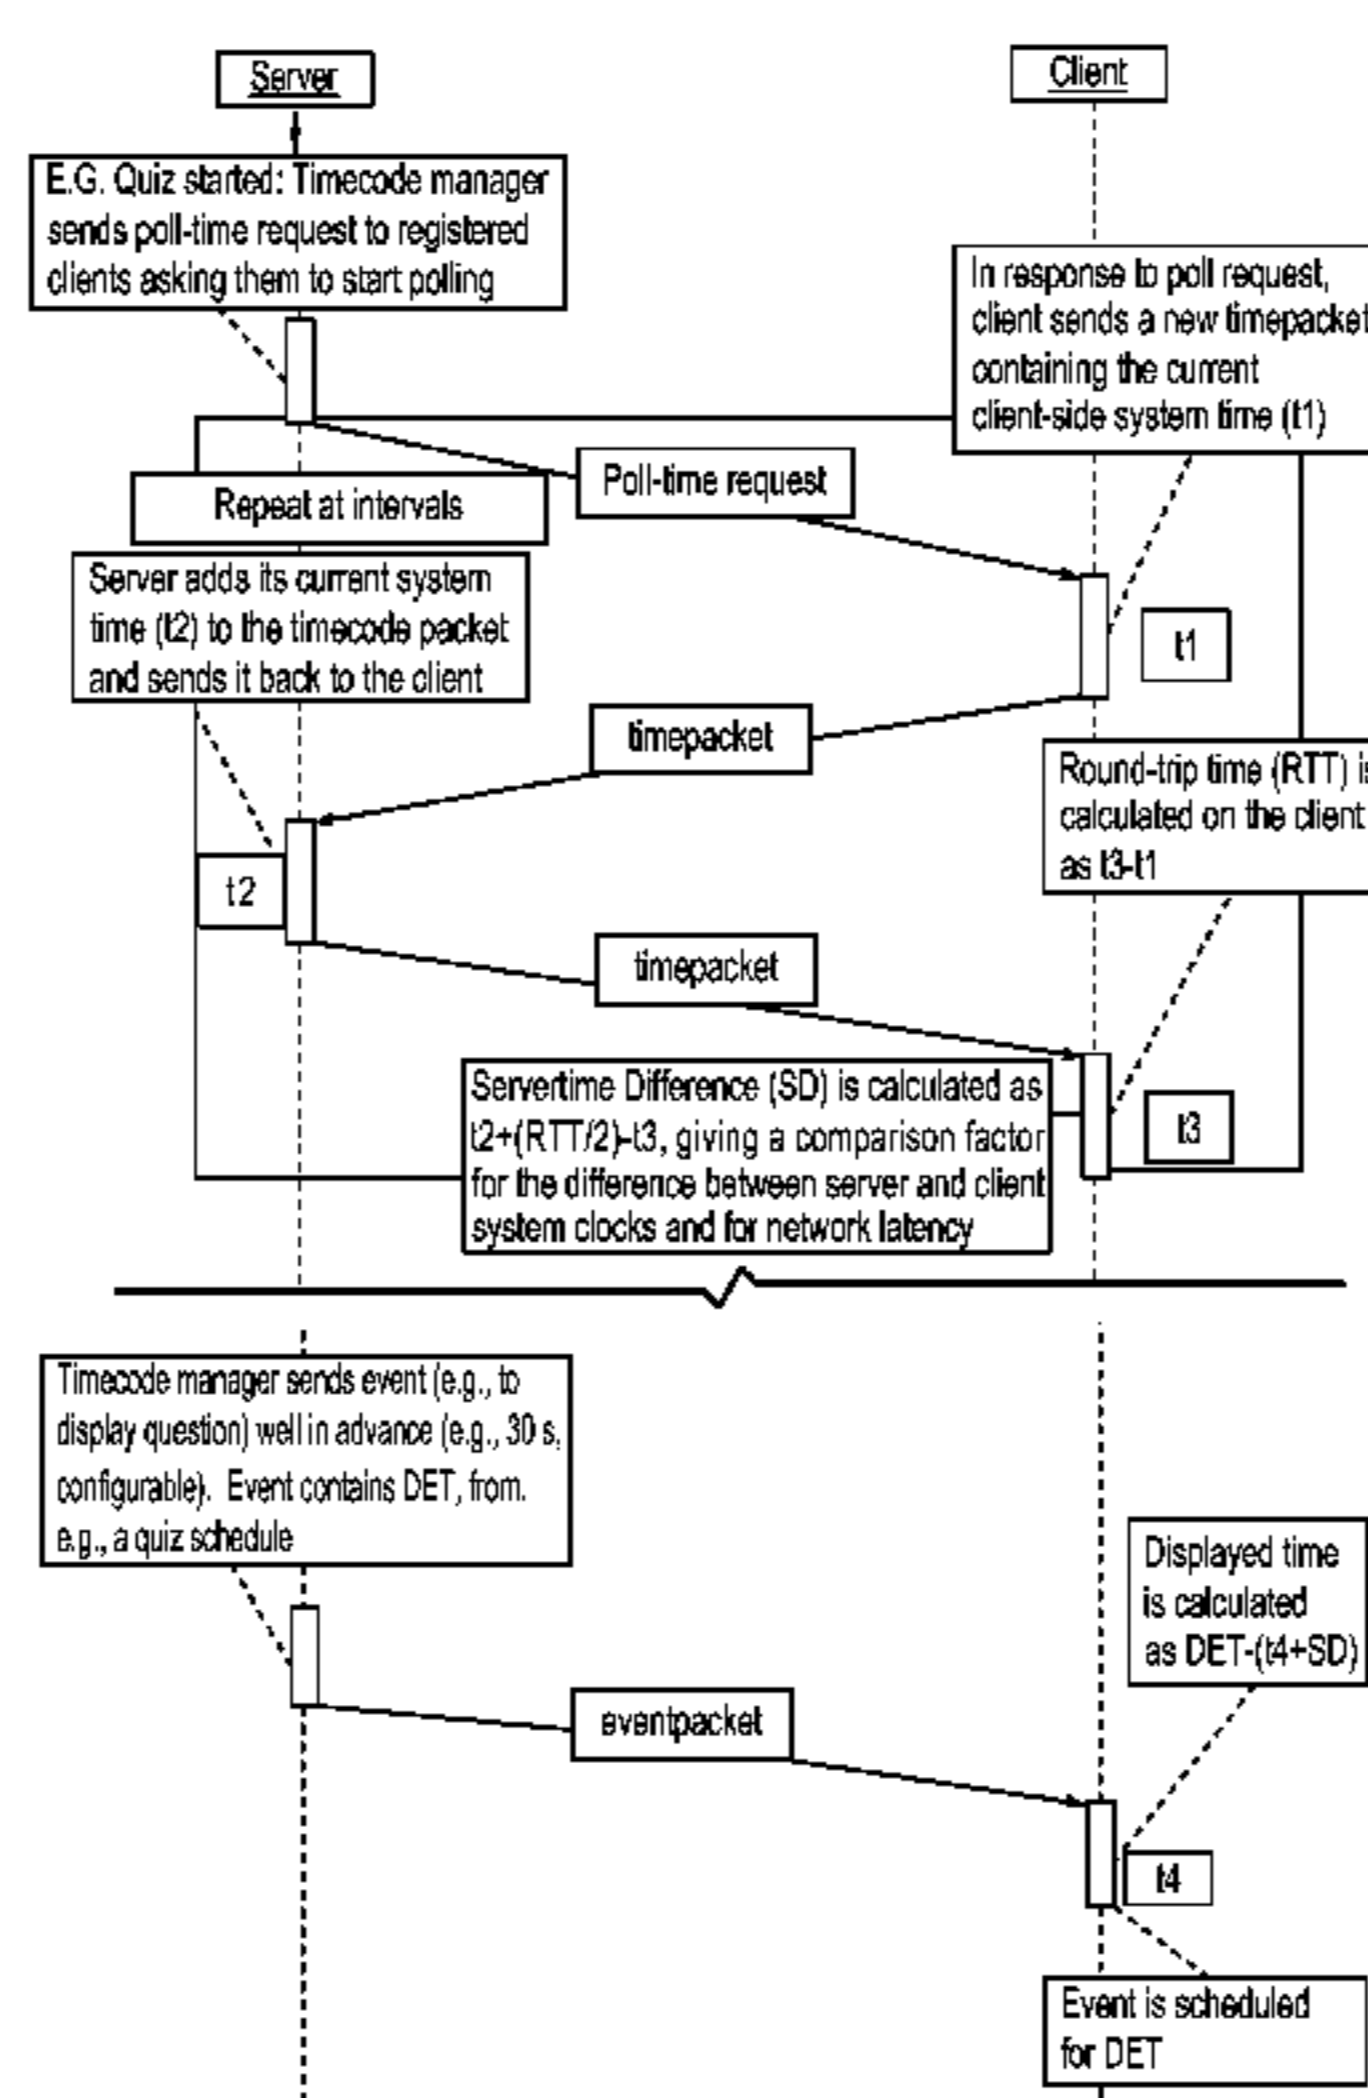 Server
Client
E.G. Quiz started: Timecode manager
sends poll-time request to registered
clients asking them to start polling
In response to poll request,
client sends a new timepacket
containing the current
client-side system time (t1)
Poll-time request
Repeat at intervals
Server adds its current system
time (t2) to the timecode packet
and sends it back to the client
t1
timepacket
Round-trip time (RTT) is
calculated on the client
as t3-t1
t2
timepacket
Servertime Difference (SD) is calculated as
t2+(RTT/2)-t3, giving a comparison factor
for the difference between server and client
system clocks and for network latency
t3
Timecode manager sends event (e.g., to
display question) well in advance (e.g., 30 s,
configurable). Event contains DET, from.
e.g., a quiz schedule
Displayed time
is calculated
as DET-(t4+SD)
eventpacket
t4
Event is scheduled
for DET